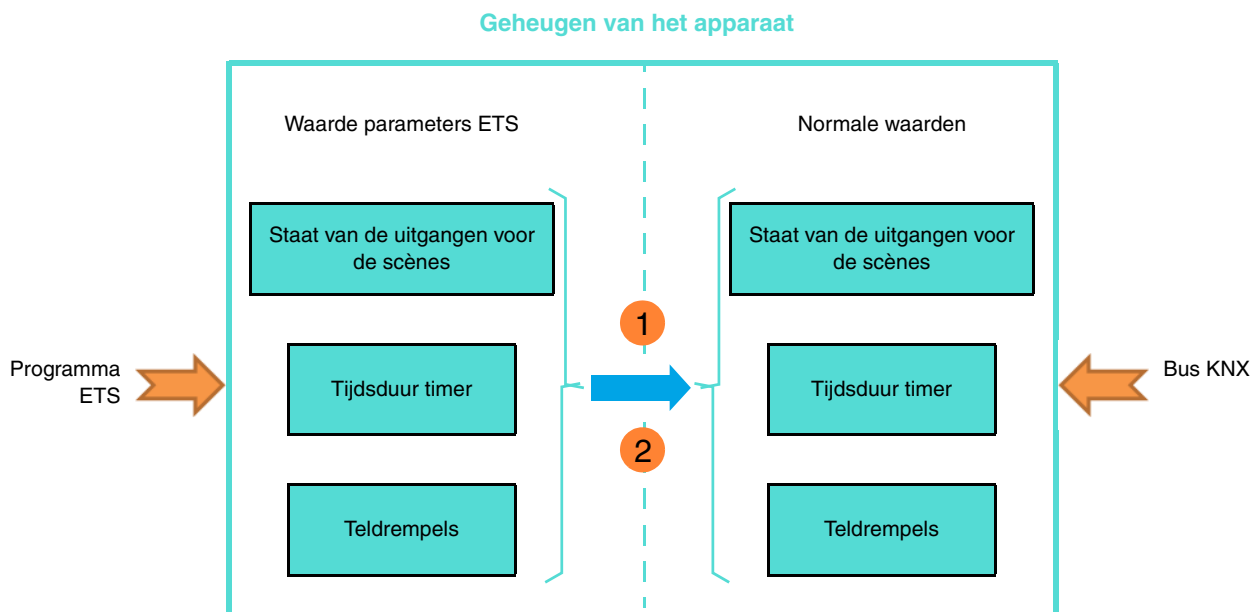 Geheugen van het apparaat
Waarde parameters ETS
Normale waarden
Staat van de uitgangen voor
de scènes
Staat van de uitgangen voor
de scènes
1
Programma
ETS
Tijdsduur timer
Tijdsduur timer
Bus KNX
2
Teldrempels
Teldrempels